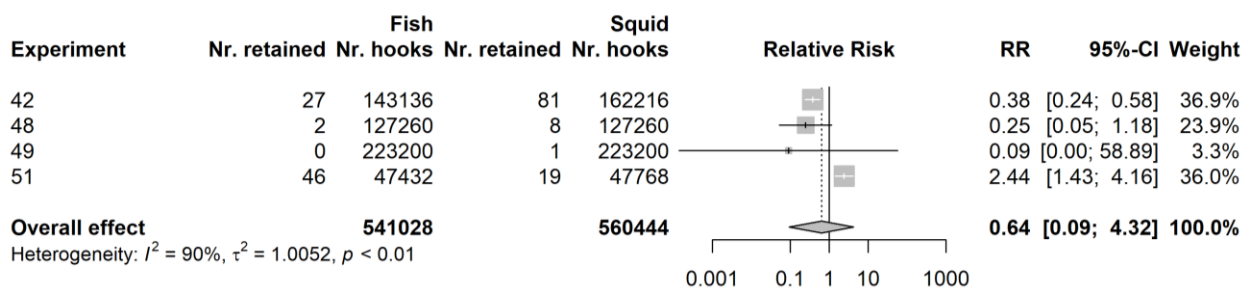 Fish Squid
Experiment Nr. retained Nr. hooks Nr. retained Nr. hooks Relative Risk RR 95%-CI Weight
42 27 143136 81 162216 0.38 [0.24; 0.58] 36.9%
48 2 127260 8 127260 0.25 [0.05; 1.18] 23.9%
49 0 223200 1 223200 0.09 [0.00; 58.89] 3.3%
51 46 47432 19 47768 2.44 [1.43; 4.16] 36.0%
Overall effect 541028 560444 0.64 [0.09; 4.32] 100.0%
Heterogeneity: I² = 90%, τ² = 1.0052, p < 0.01
0.001 0.1 1 10 1000